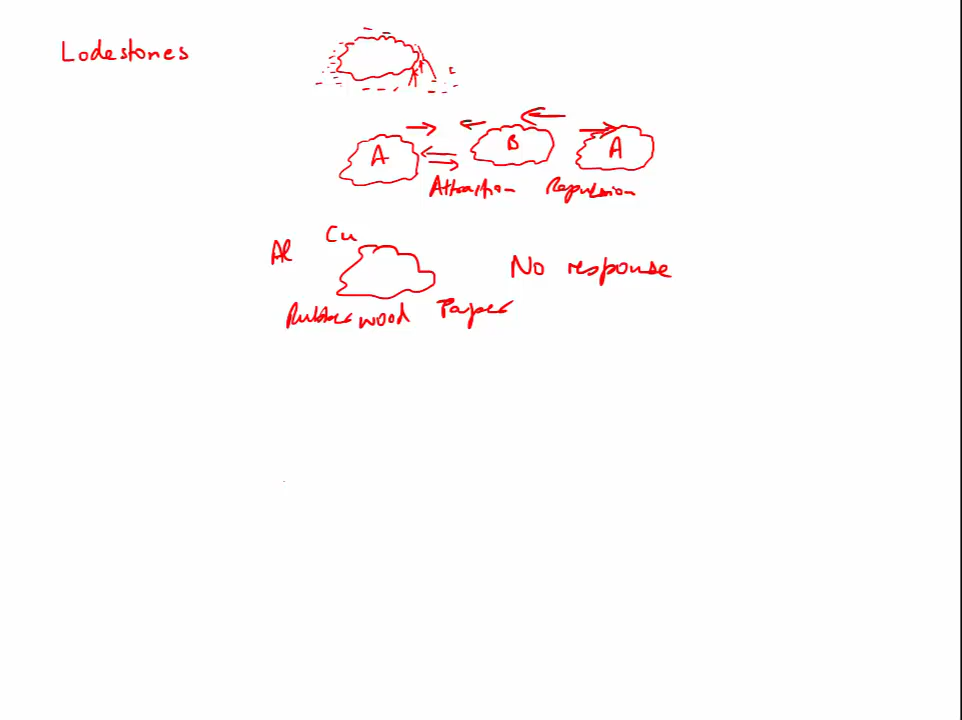 Lodestones
A B A
Attraction Repulsion
Cu
Al
No response
Rubber wood Paper